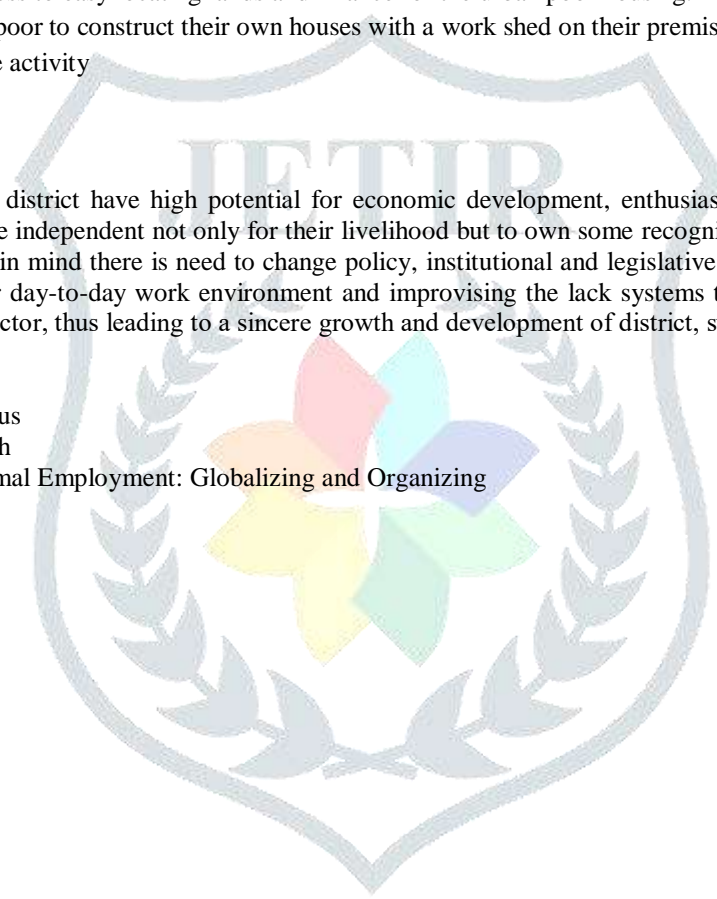 poor to construct their own houses with a work shed on their premis
activity
JETIR
district have high potential for economic development, enthusias
independent not only for their livelihood but to own some recogni
in mind there is need to change policy, institutional and legislative
day-to-day work environment and improvising the lack systems t
ctor, thus leading to a sincere growth and development of district, s
us
h
mal Employment: Globalizing and Organizing